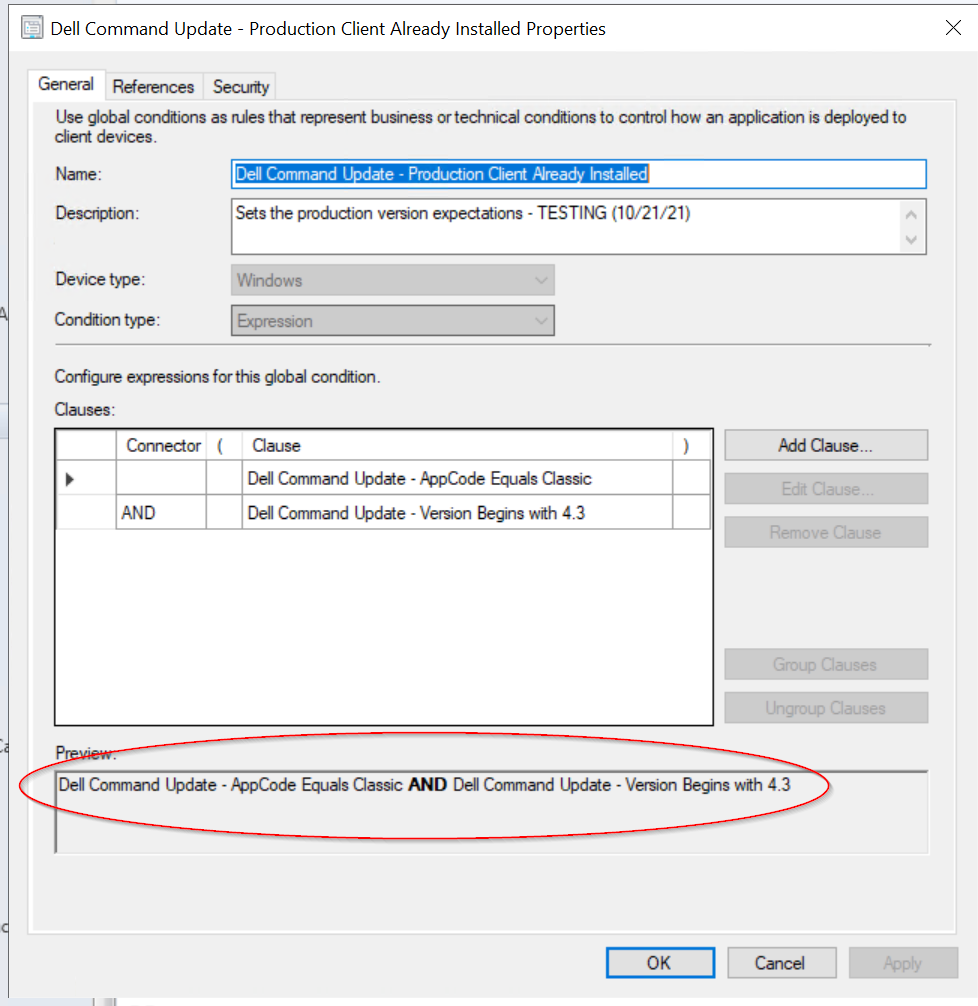 Dell Command Update - Production Client Already Installed Properties
General References Security
Use global conditions as rules that represent business or technical conditions to control how an application is deployed to
client devices.
Name: Dell Command Update - Production Client Already Installed
Description: Sets the production version expectations - TESTING (10/21/21)
Device type: Windows
Condition type: Expression
Configure expressions for this global condition.
Clauses:
Connector ( Clause )
Dell Command Update - AppCode Equals Classic
AND Dell Command Update - Version Begins with 4.3
Add Clause...
Edit Clause...
Remove Clause
Group Clauses
Ungroup Clauses
Preview:
Dell Command Update - AppCode Equals Classic AND Dell Command Update - Version Begins with 4.3
OK Cancel Apply